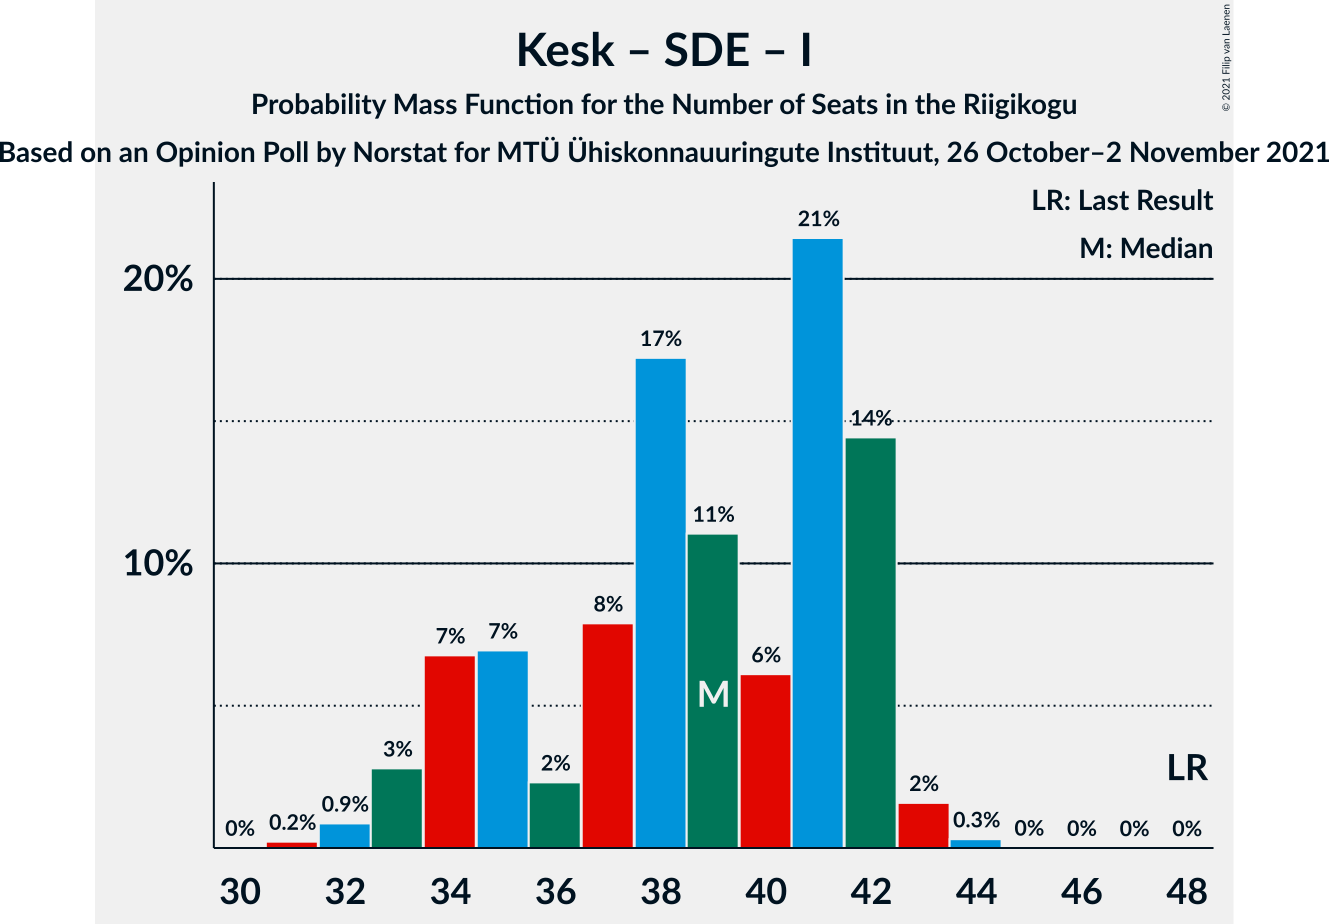 Kesk – SDE – I
Probability Mass Function for the Number of Seats in the Riigikogu
Based on an Opinion Poll by Norstat for MTÜ Ühiskonnauuringute Instituut, 26 October–2 November 2021
© 2021 Filip van Laenen
LR: Last Result
M: Median
20%
10%
0% 0.2% 0.9% 3% 7% 7% 2% 8% 17% 11% 6% 21% 14% 2% 0.3% 0% 0% 0% 0%
M
LR
30 32 34 36 38 40 42 44 46 48